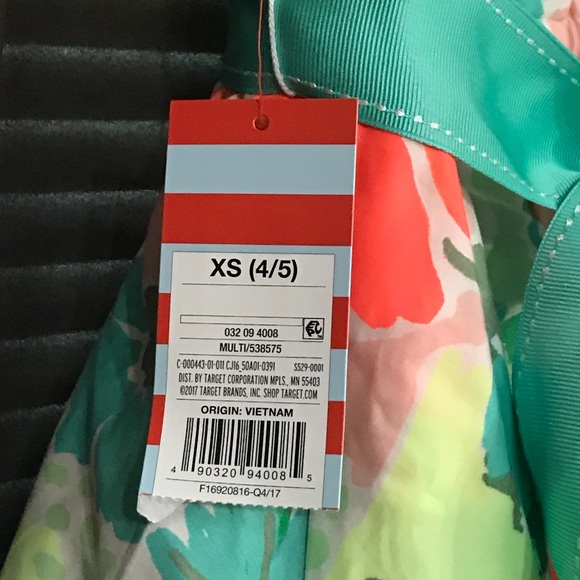 XS (4/5)
032 09 4008
MULTI/538575
C-000443-01-011 CJ16_50A01-0391 S529-0001
DIST. BY TARGET CORPORATION MPLS., MN 55403
©2017 TARGET BRANDS, INC. SHOP TARGET.COM
ORIGIN: VIETNAM
4 90320 94008 5
F16920816-Q4/17